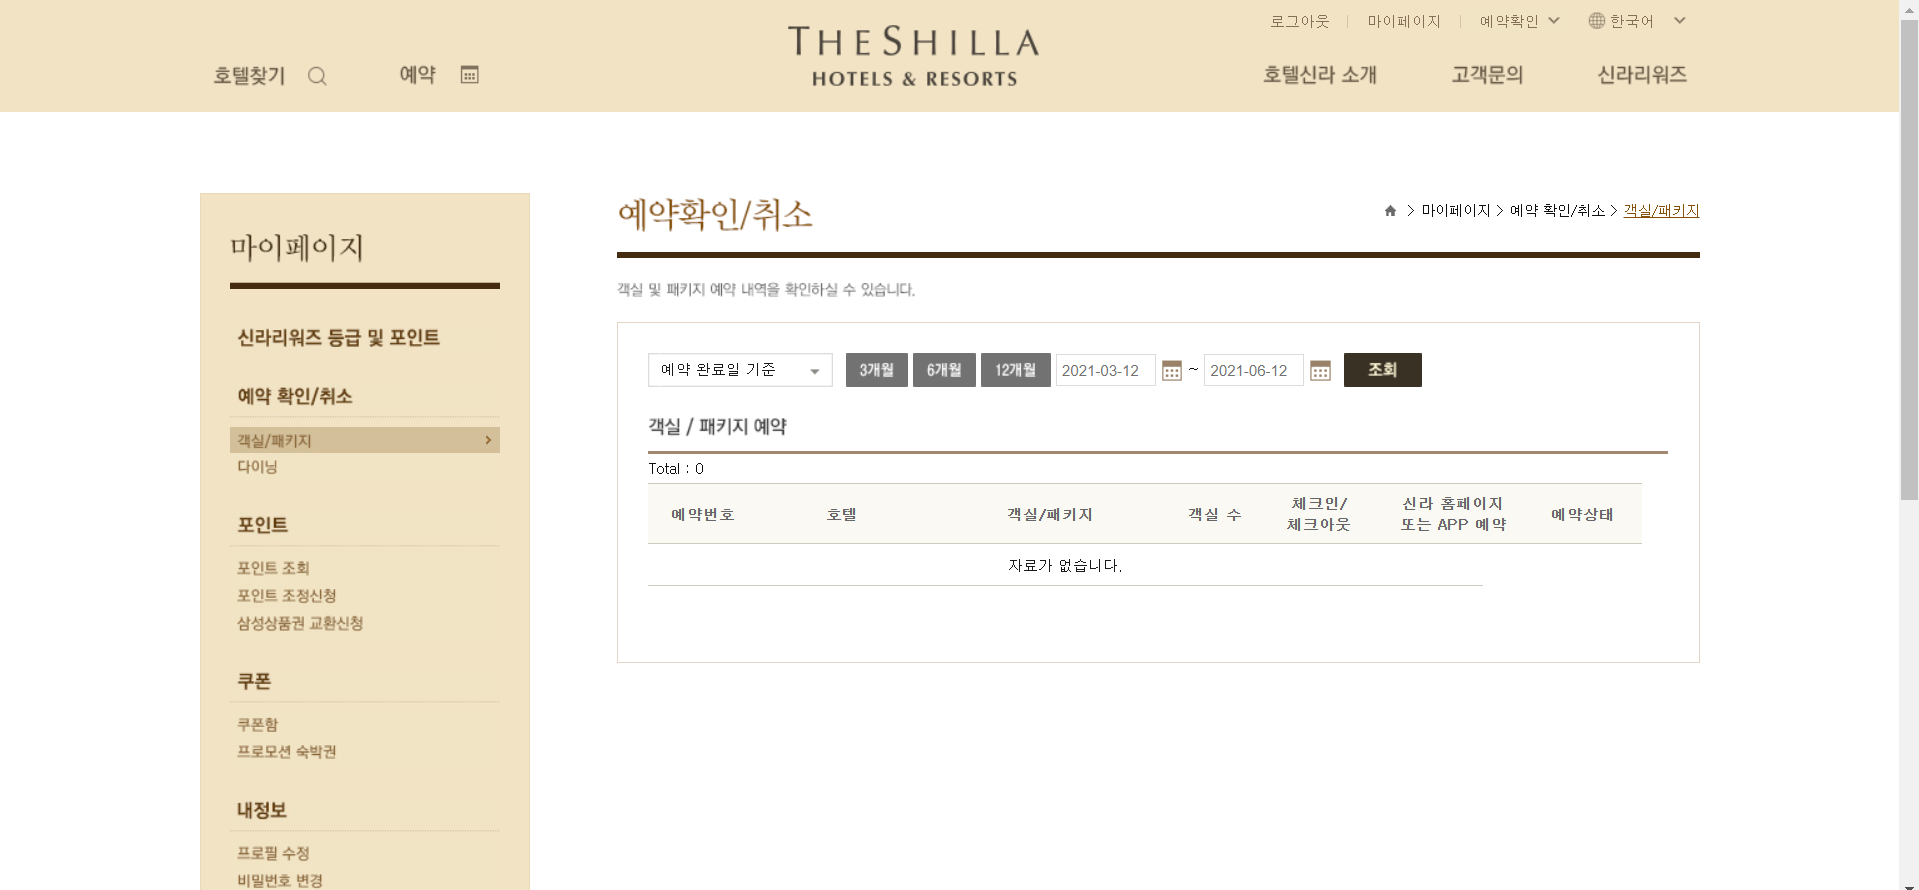 로그아웃 마이페이지 예약확인 한국어
호텔찾기 예약
THE SHILLA
HOTELS & RESORTS
호텔신라 소개 고객문의 신라리워즈
마이페이지
신라리워즈 등급 및 포인트
예약 확인/취소
객실/패키지
다이닝
포인트
포인트 조회
포인트 조정신청
삼성상품권 교환신청
쿠폰
쿠폰함
프로모션 숙박권
내정보
프로필 수정
비밀번호 변경
예약확인/취소
> 마이페이지 > 예약 확인/취소 > 객실/패키지
객실 및 패키지 예약 내역을 확인하실 수 있습니다.
예약 완료일 기준 3개월 6개월 12개월 2021-03-12 ~ 2021-06-12 조회
객실 / 패키지 예약
Total : 0
예약번호 호텔 객실/패키지 객실 수 체크인/ 신라 홈페이지 예약상태
체크아웃 또는 APP 예약
자료가 없습니다.